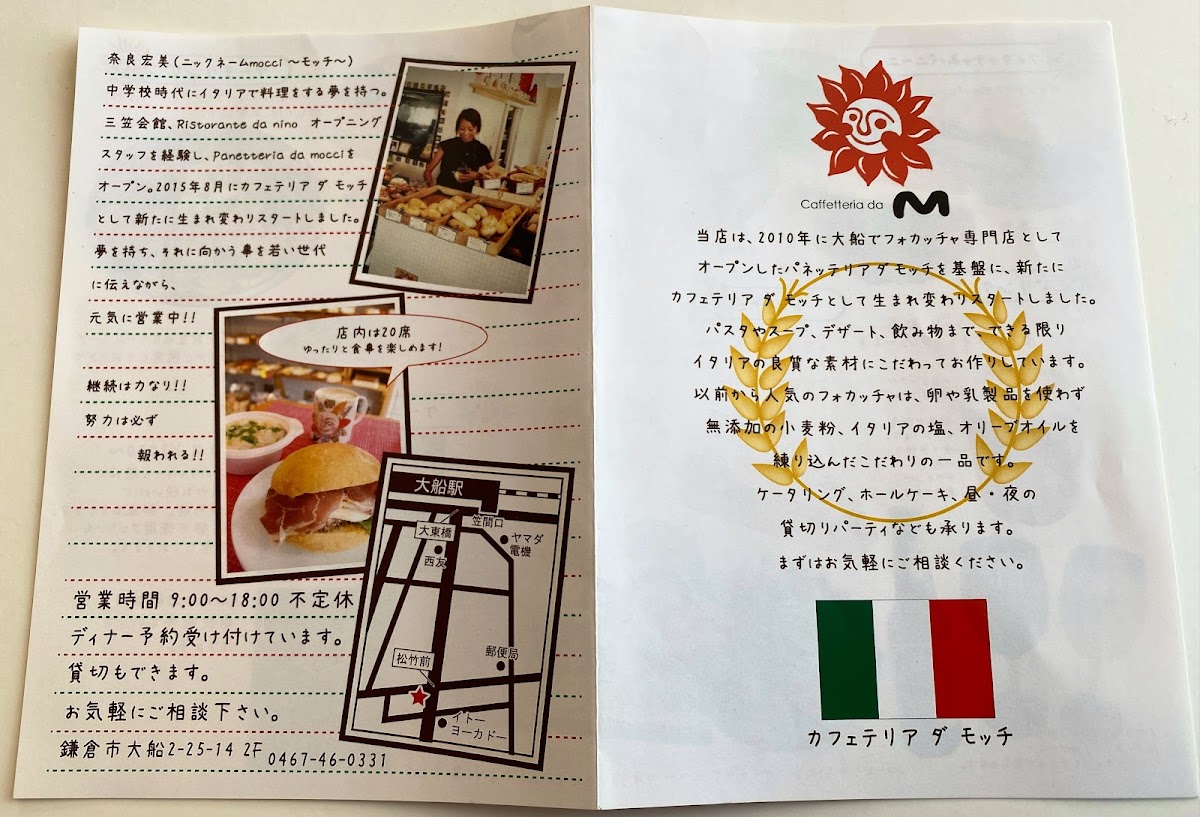 奈良宏美(ニックネームmocci ～モッチ～)
中学校時代にイタリアで料理をする夢を持つ。
三笠会館、Ristorante da nino オープニング
スタッフを経験し、Panetteria da mocciを
オープン。2015年8月にカフェテリア ダ モッチ
として新たに生まれ変わりスタートしました。
夢を持ち、それに向かう事を若い世代
に伝えながら、
元気に営業中!!
継続は力なり!!
努力は必ず
報われる!!
店内は20席
ゆったりと食事を楽しめます!
大船駅
笠間口
大東橋
ヤマダ
電機
西友
郵便局
松竹前
イトー
ヨーカドー
営業時間 9:00～18:00 不定休
ディナー予約受け付けています。
貸切もできます。
お気軽にご相談下さい。
鎌倉市大船2-25-14 2F 0467-46-0331
Caffetteria da M
当店は、2010年に大船でフォカッチャ専門店として
オープンしたパネッテリア ダ モッチを基盤に、新たに
カフェテリア ダ モッチとして生まれ変わりスタートしました。
パスタやスープ、デザート、飲み物まで、できる限り
イタリアの良質な素材にこだわってお作りしています。
以前から人気のフォカッチャは、卵や乳製品を使わず
無添加の小麦粉、イタリアの塩、オリーブオイルを
練り込んだこだわりの一品です。
ケータリング、ホールケーキ、昼・夜の
貸切りパーティなども承ります。
まずはお気軽にご相談ください。
カフェテリア ダ モッチ